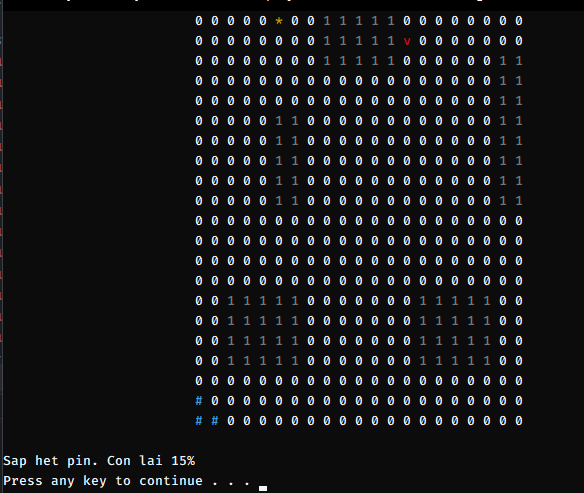 0 0 0 0 0 * 0 0 1 1 1 1 1 0 0 0 0 0 0 0 0
0 0 0 0 0 0 0 0 1 1 1 1 1 v 0 0 0 0 0 0 0
0 0 0 0 0 0 0 0 1 1 1 1 1 0 0 0 0 0 0 1 1
0 0 0 0 0 0 0 0 0 0 0 0 0 0 0 0 0 0 0 1 1
0 0 0 0 0 0 0 0 0 0 0 0 0 0 0 0 0 0 0 1 1
0 0 0 0 0 1 1 0 0 0 0 0 0 0 0 0 0 0 0 1 1
0 0 0 0 0 1 1 0 0 0 0 0 0 0 0 0 0 0 0 1 1
0 0 0 0 0 1 1 0 0 0 0 0 0 0 0 0 0 0 0 1 1
0 0 0 0 0 1 1 0 0 0 0 0 0 0 0 0 0 0 0 1 1
0 0 0 0 0 1 1 0 0 0 0 0 0 0 0 0 0 0 0 1 1
0 0 0 0 0 0 0 0 0 0 0 0 0 0 0 0 0 0 0 0 0
0 0 0 0 0 0 0 0 0 0 0 0 0 0 0 0 0 0 0 0 0
0 0 0 0 0 0 0 0 0 0 0 0 0 0 0 0 0 0 0 0 0
0 0 0 0 0 0 0 0 0 0 0 0 0 0 0 0 0 0 0 0 0
0 0 1 1 1 1 1 0 0 0 0 0 0 0 1 1 1 1 1 0 0
0 0 1 1 1 1 1 0 0 0 0 0 0 0 1 1 1 1 1 0 0
0 0 1 1 1 1 1 0 0 0 0 0 0 0 1 1 1 1 1 0 0
0 0 1 1 1 1 1 0 0 0 0 0 0 0 1 1 1 1 1 0 0
0 0 0 0 0 0 0 0 0 0 0 0 0 0 0 0 0 0 0 0 0
# 0 0 0 0 0 0 0 0 0 0 0 0 0 0 0 0 0 0 0 0
# # 0 0 0 0 0 0 0 0 0 0 0 0 0 0 0 0 0 0 0
Sap het pin. Con lai 15%
Press any key to continue . . .